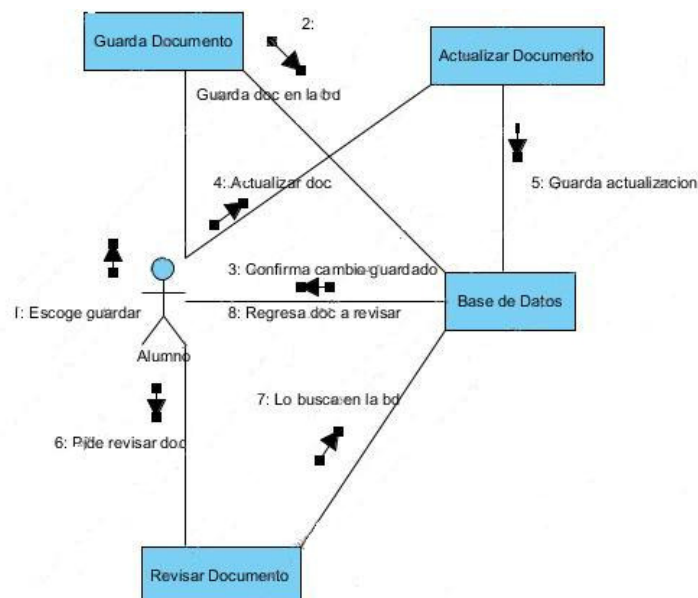 2:
Guarda Documento
Actualizar Documento
Guarda doc en la bd
4: Actualizar doc
5: Guarda actualizacion
3: Confirma cambio guardado
1: Escoge guardar
8: Regresa doc a revisar
Base de Datos
Alumno
7: Lo busca en la bd
6: Pide revisar doc
Revisar Documento